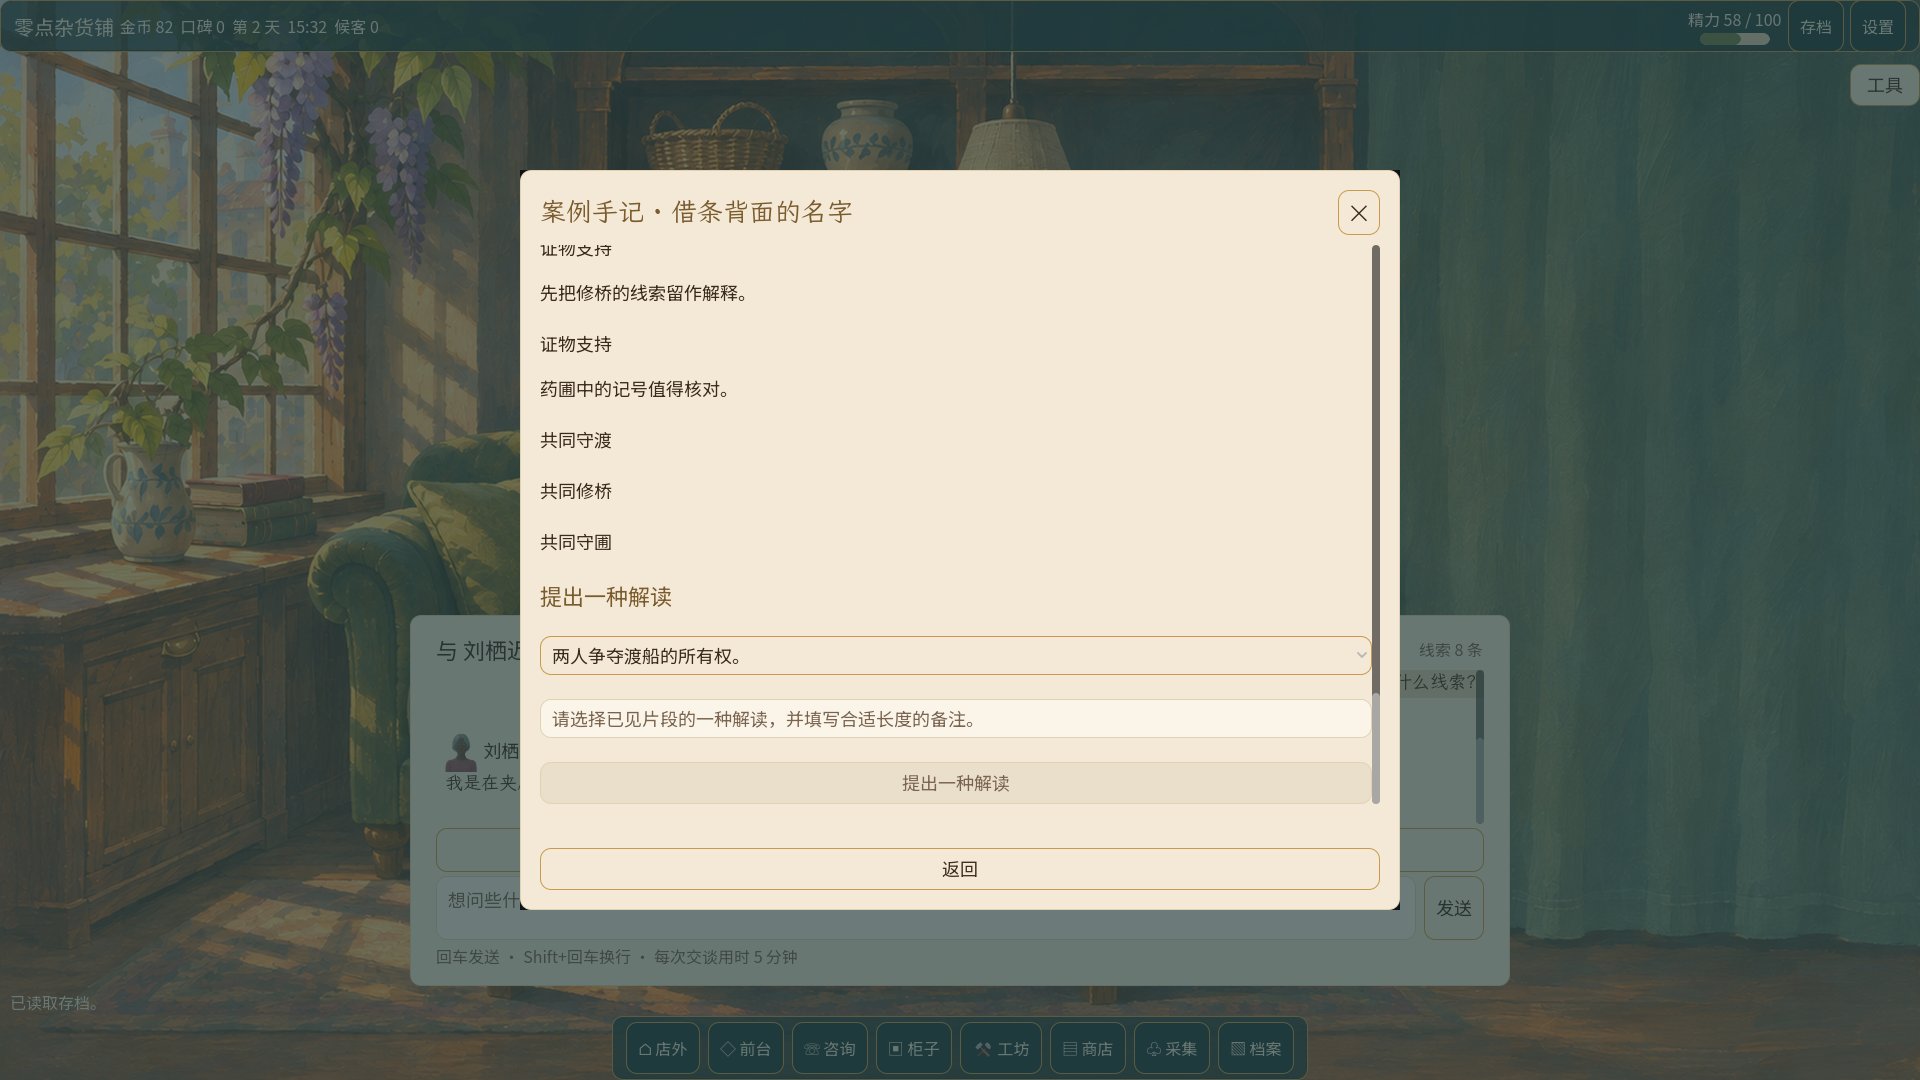 零点杂货铺 金币 82 口碑 0 第 2 天 15:32 候客 0
精力 58 / 100
存档
设置
工具
案例手记·借条背面的名字
证物支持
先把修桥的线索留作解释。
证物支持
药圃中的记号值得核对。
共同守渡
共同修桥
共同守圃
提出一种解读
两人争夺渡船的所有权。
请选择已见片段的一种解读，并填写合适长度的备注。
提出一种解读
返回
与 刘栖迟
线索 8 条
什么线索？
刘栖
我是在夹
想问些什
发送
回车发送 · Shift+回车换行 · 每次交谈用时 5 分钟
已读取存档。
店外
前台
咨询
柜子
工坊
商店
采集
档案